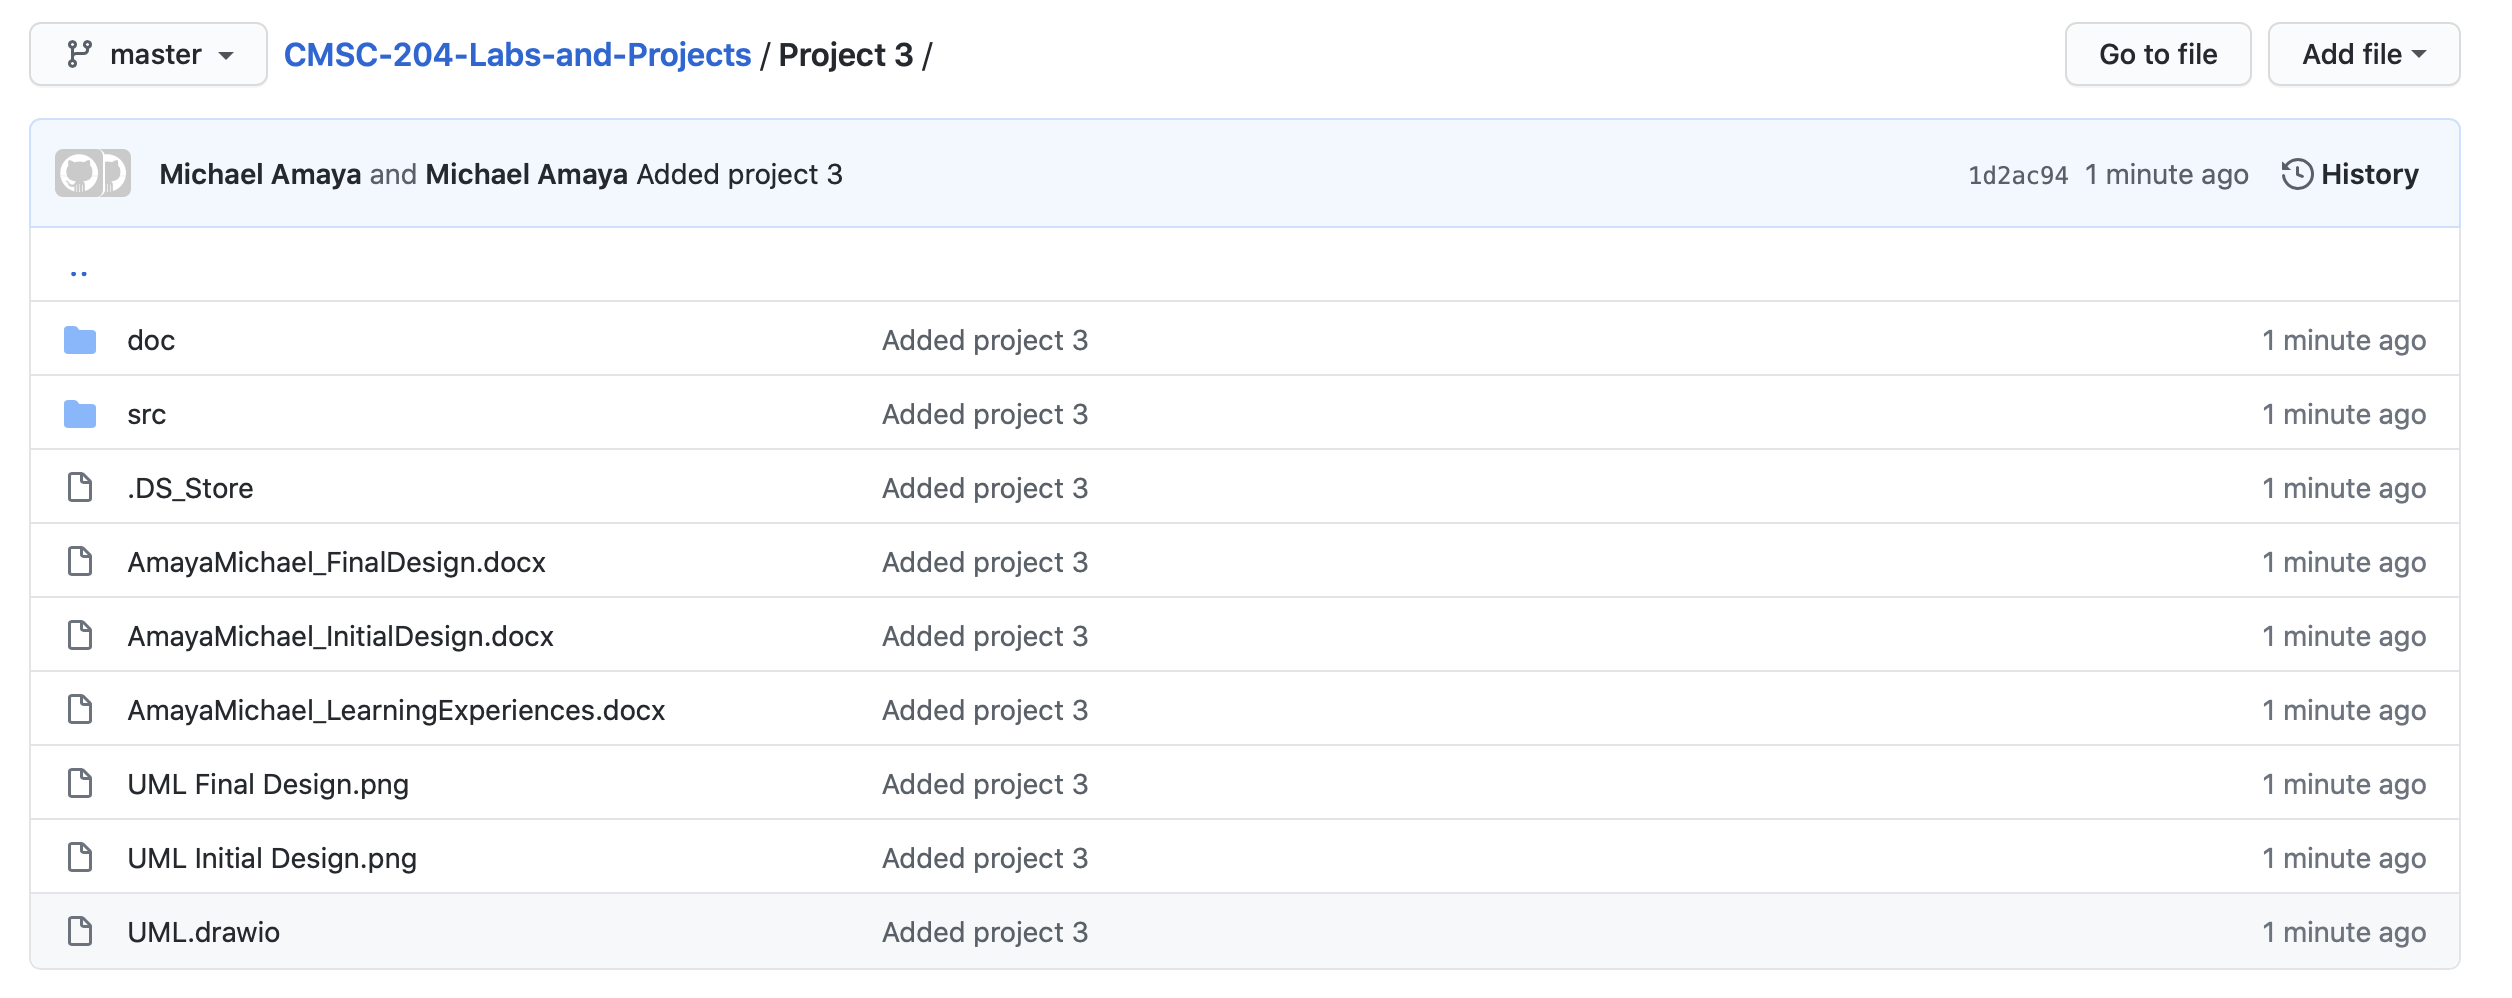 master CMSC-204-Labs-and-Projects / Project 3 / Go to file Add file
Michael Amaya and Michael Amaya Added project 3 1d2ac94 1 minute ago History
..
doc Added project 3 1 minute ago
src Added project 3 1 minute ago
.DS_Store Added project 3 1 minute ago
AmayaMichael_FinalDesign.docx Added project 3 1 minute ago
AmayaMichael_InitialDesign.docx Added project 3 1 minute ago
AmayaMichael_LearningExperiences.docx Added project 3 1 minute ago
UML Final Design.png Added project 3 1 minute ago
UML Initial Design.png Added project 3 1 minute ago
UML.drawio Added project 3 1 minute ago